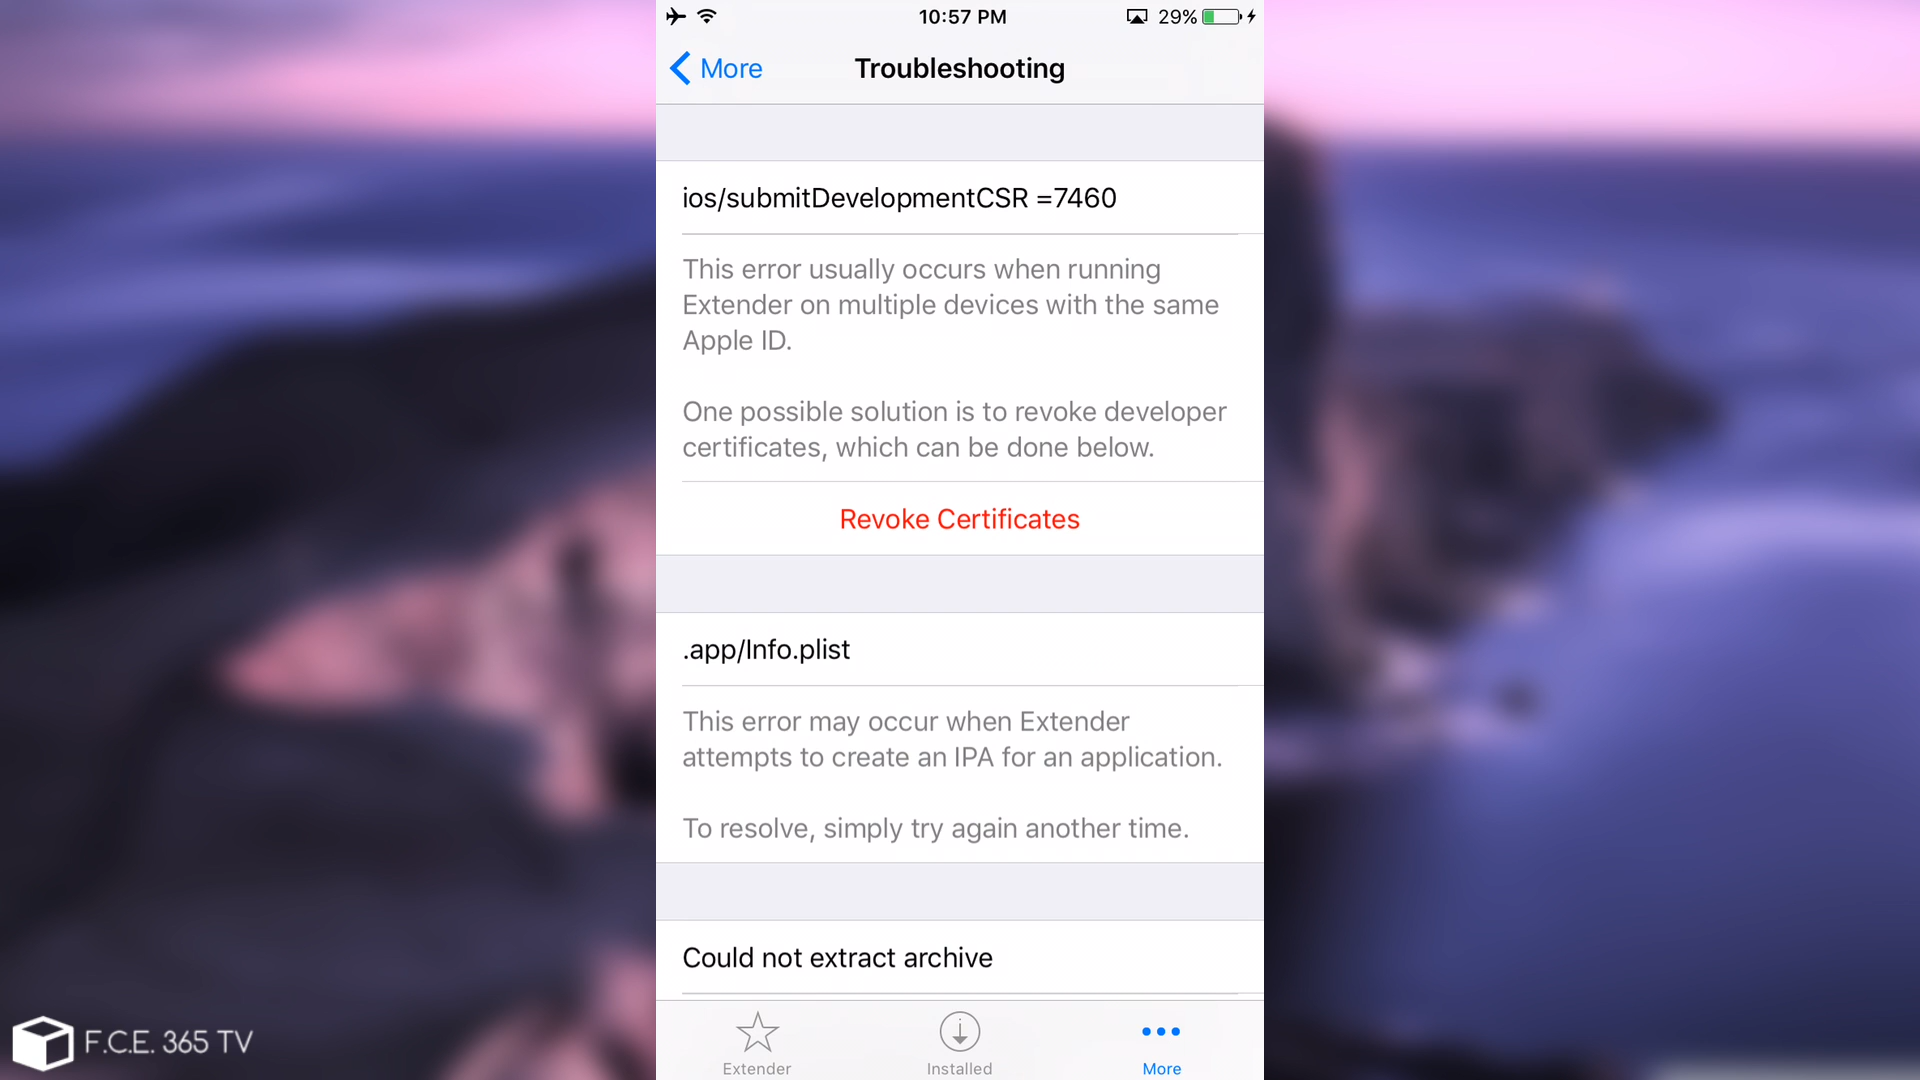 10:57 PM
29%
More
Troubleshooting
ios/submitDevelopmentCSR =7460
This error usually occurs when running
Extender on multiple devices with the same
Apple ID.
One possible solution is to revoke developer
certificates, which can be done below.
Revoke Certificates
.app/Info.plist
This error may occur when Extender
attempts to create an IPA for an application.
To resolve, simply try again another time.
Could not extract archive
Extender
Installed
More
F.C.E. 365 TV